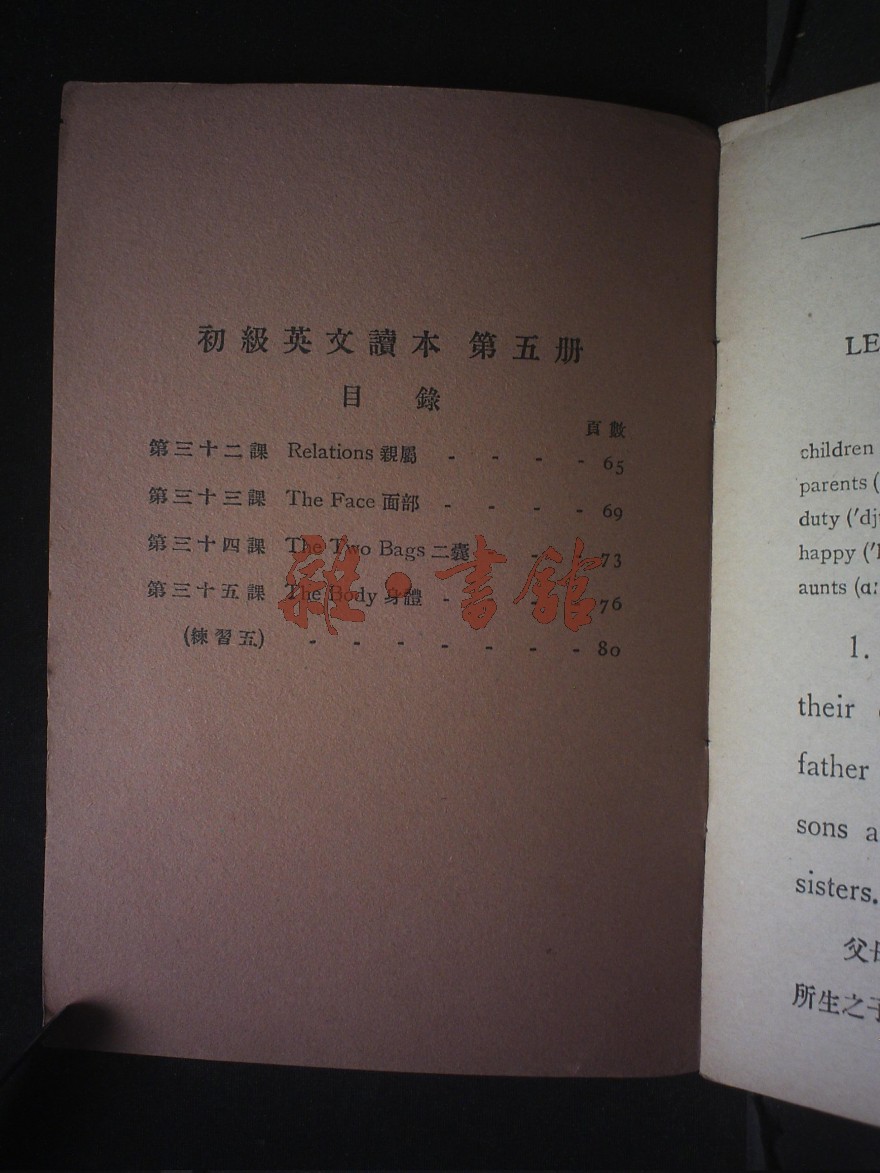 初級英文讀本 第五册
目錄
頁數
第三十二課 Relations 親屬 - - - - 65
第三十三課 The Face 面部 - - - - 69
第三十四課 The Two Bags 二囊 - - 73
第三十五課 The Body 身體 - - - 76
(練習五) - - - - - - - 80
雜·書館
LE
children
parents (
duty ('dj
happy ('
aunts (ɑ:
1.
their
father
sons a
sisters.
父母
所生之子